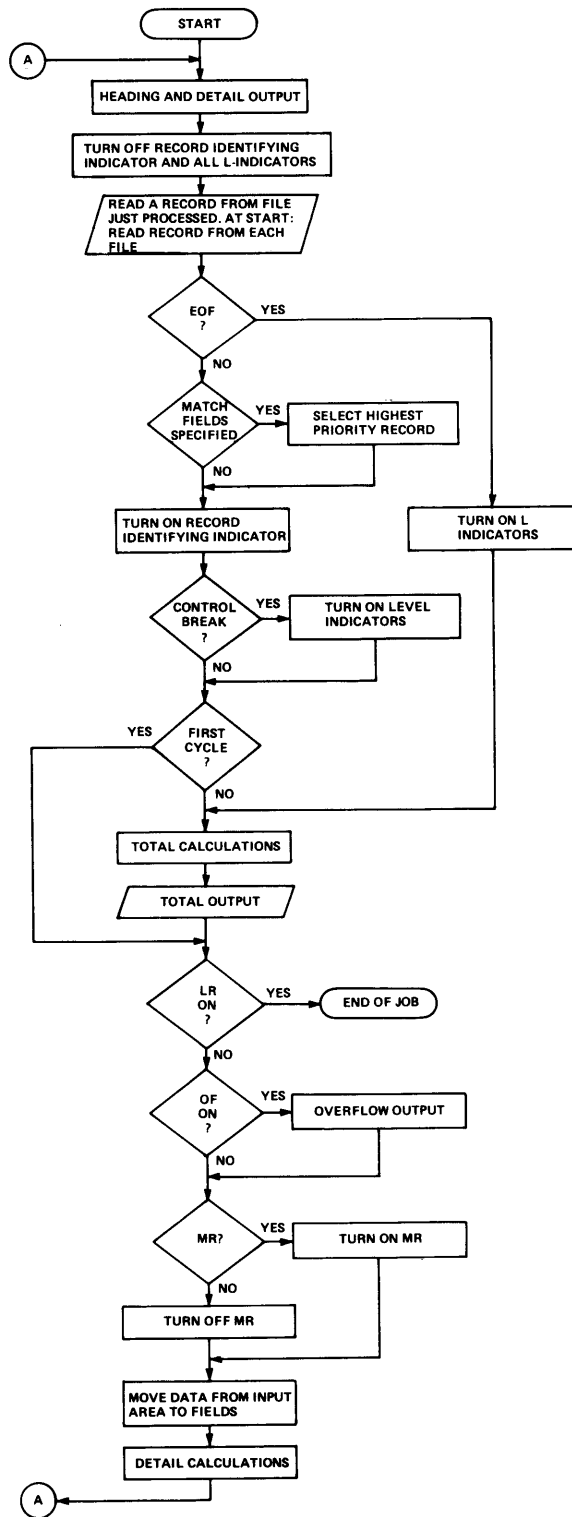 START
A
HEADING AND DETAIL OUTPUT
TURN OFF RECORD IDENTIFYING
INDICATOR AND ALL L-INDICATORS
READ A RECORD FROM FILE
JUST PROCESSED. AT START:
READ RECORD FROM EACH
FILE
EOF
?
YES
NO
MATCH
FIELDS
SPECIFIED
YES
SELECT HIGHEST
PRIORITY RECORD
NO
TURN ON RECORD
IDENTIFYING INDICATOR
TURN ON L
INDICATORS
CONTROL
BREAK
?
YES
TURN ON LEVEL
INDICATORS
NO
YES
FIRST
CYCLE
?
NO
TOTAL CALCULATIONS
TOTAL OUTPUT
LR
ON
?
YES
END OF JOB
NO
OF
ON
?
YES
OVERFLOW OUTPUT
NO
MR?
YES
TURN ON MR
NO
TURN OFF MR
MOVE DATA FROM INPUT
AREA TO FIELDS
DETAIL CALCULATIONS
A